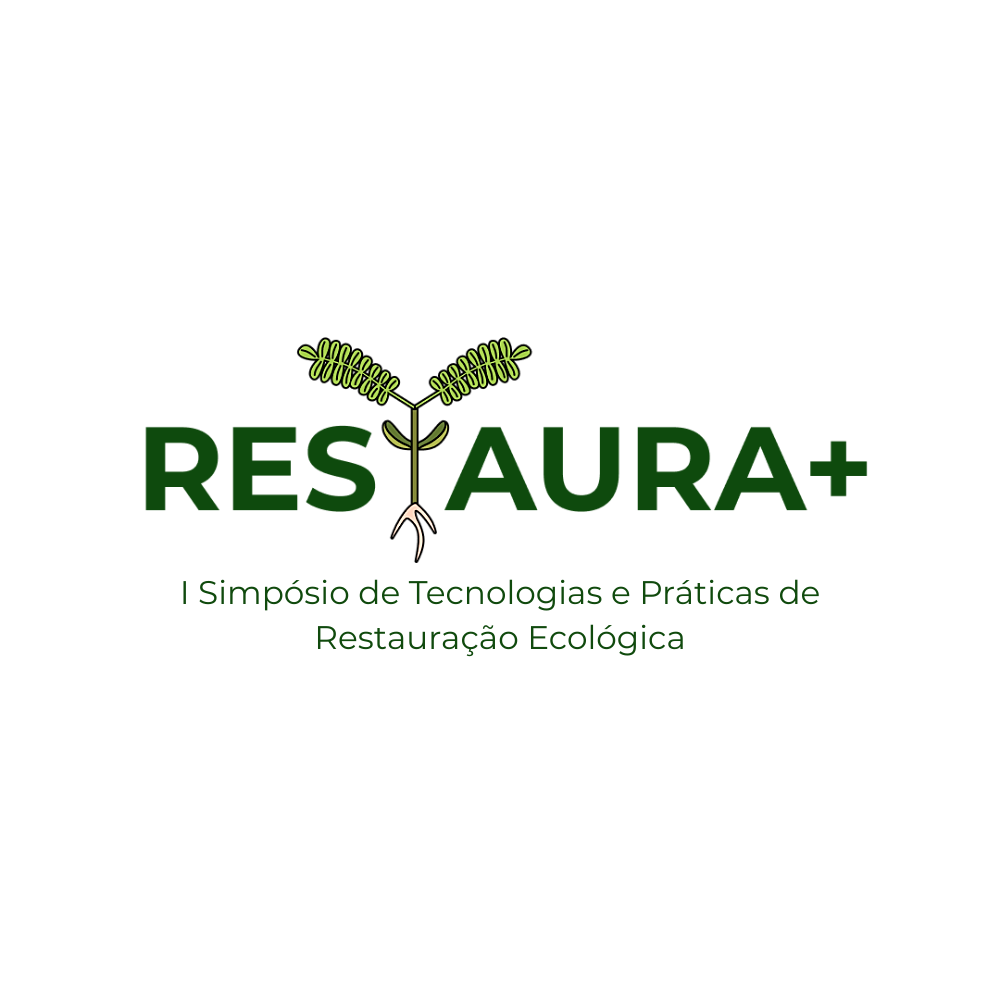 RESTAURA+
I Simpósio de Tecnologias e Práticas de
Restauração Ecológica